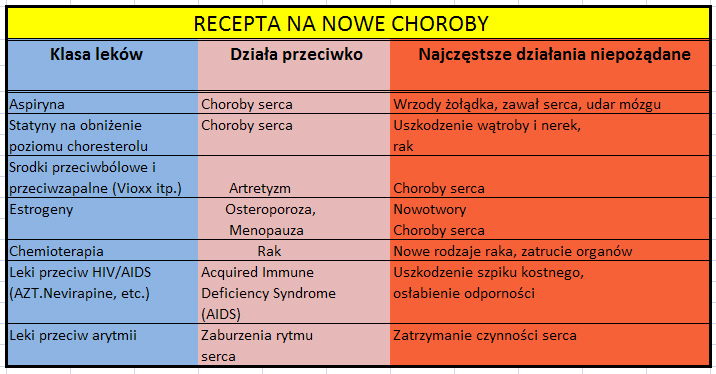 RECEPTA NA NOWE CHOROBY
Klasa leków Działa przeciwko Najczęstsze działania niepożądane
Aspiryna Choroby serca Wrzody żołądka, zawał serca, udar mózgu
Statyny na obniżenie Choroby serca Uszkodzenie wątroby i nerek,
poziomu choresterolu rak
Srodki przeciwbólowe i
przeciwzapalne (Vioxx itp.) Artretyzm Choroby serca
Estrogeny Osteroporoza, Nowotwory
Menopauza Choroby serca
Chemioterapia Rak Nowe rodzaje raka, zatrucie organów
Leki przeciw HIV/AIDS Acquired Immune Uszkodzenie szpiku kostnego,
(AZT.Nevirapine, etc.) Deficiency Syndrome osłabienie odporności
(AIDS)
Leki przeciw arytmii Zaburzenia rytmu Zatrzymanie czynności serca
serca